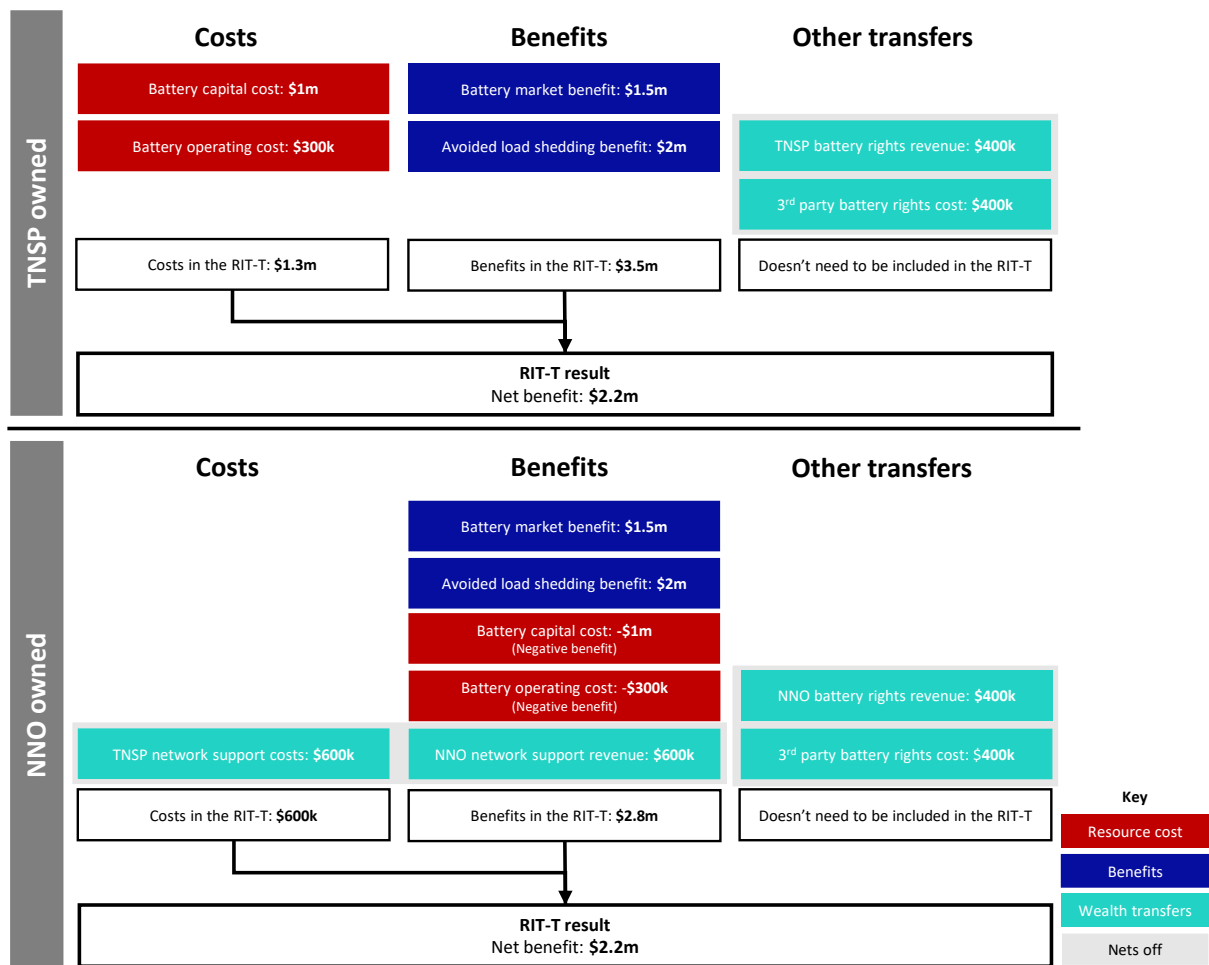 TNSP owned
Costs
Benefits
Other transfers
Battery capital cost: $1m
Battery market benefit: $1.5m
Battery operating cost: $300k
Avoided load shedding benefit: $2m
TNSP battery rights revenue: $400k
3rd party battery rights cost: $400k
Costs in the RIT-T: $1.3m
Benefits in the RIT-T: $3.5m
Doesn't need to be included in the RIT-T
RIT-T result
Net benefit: $2.2m
NNO owned
Costs
Benefits
Other transfers
Battery market benefit: $1.5m
Avoided load shedding benefit: $2m
Battery capital cost: -$1m
(Negative benefit)
Battery operating cost: -$300k
(Negative benefit)
NNO battery rights revenue: $400k
TNSP network support costs: $600k
NNO network support revenue: $600k
3rd party battery rights cost: $400k
Costs in the RIT-T: $600k
Benefits in the RIT-T: $2.8m
Doesn't need to be included in the RIT-T
RIT-T result
Net benefit: $2.2m
Key
Resource cost
Benefits
Wealth transfers
Nets off